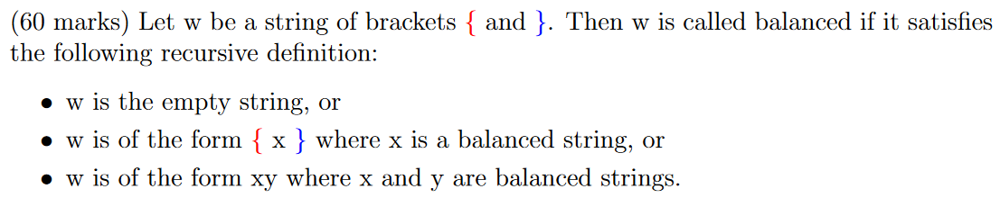 (60 marks) Let w be a string of brackets { and }. Then w is called balanced if it satisfies
the following recursive definition:
• w is the empty string, or
• w is of the form { x } where x is a balanced string, or
• w is of the form xy where x and y are balanced strings.